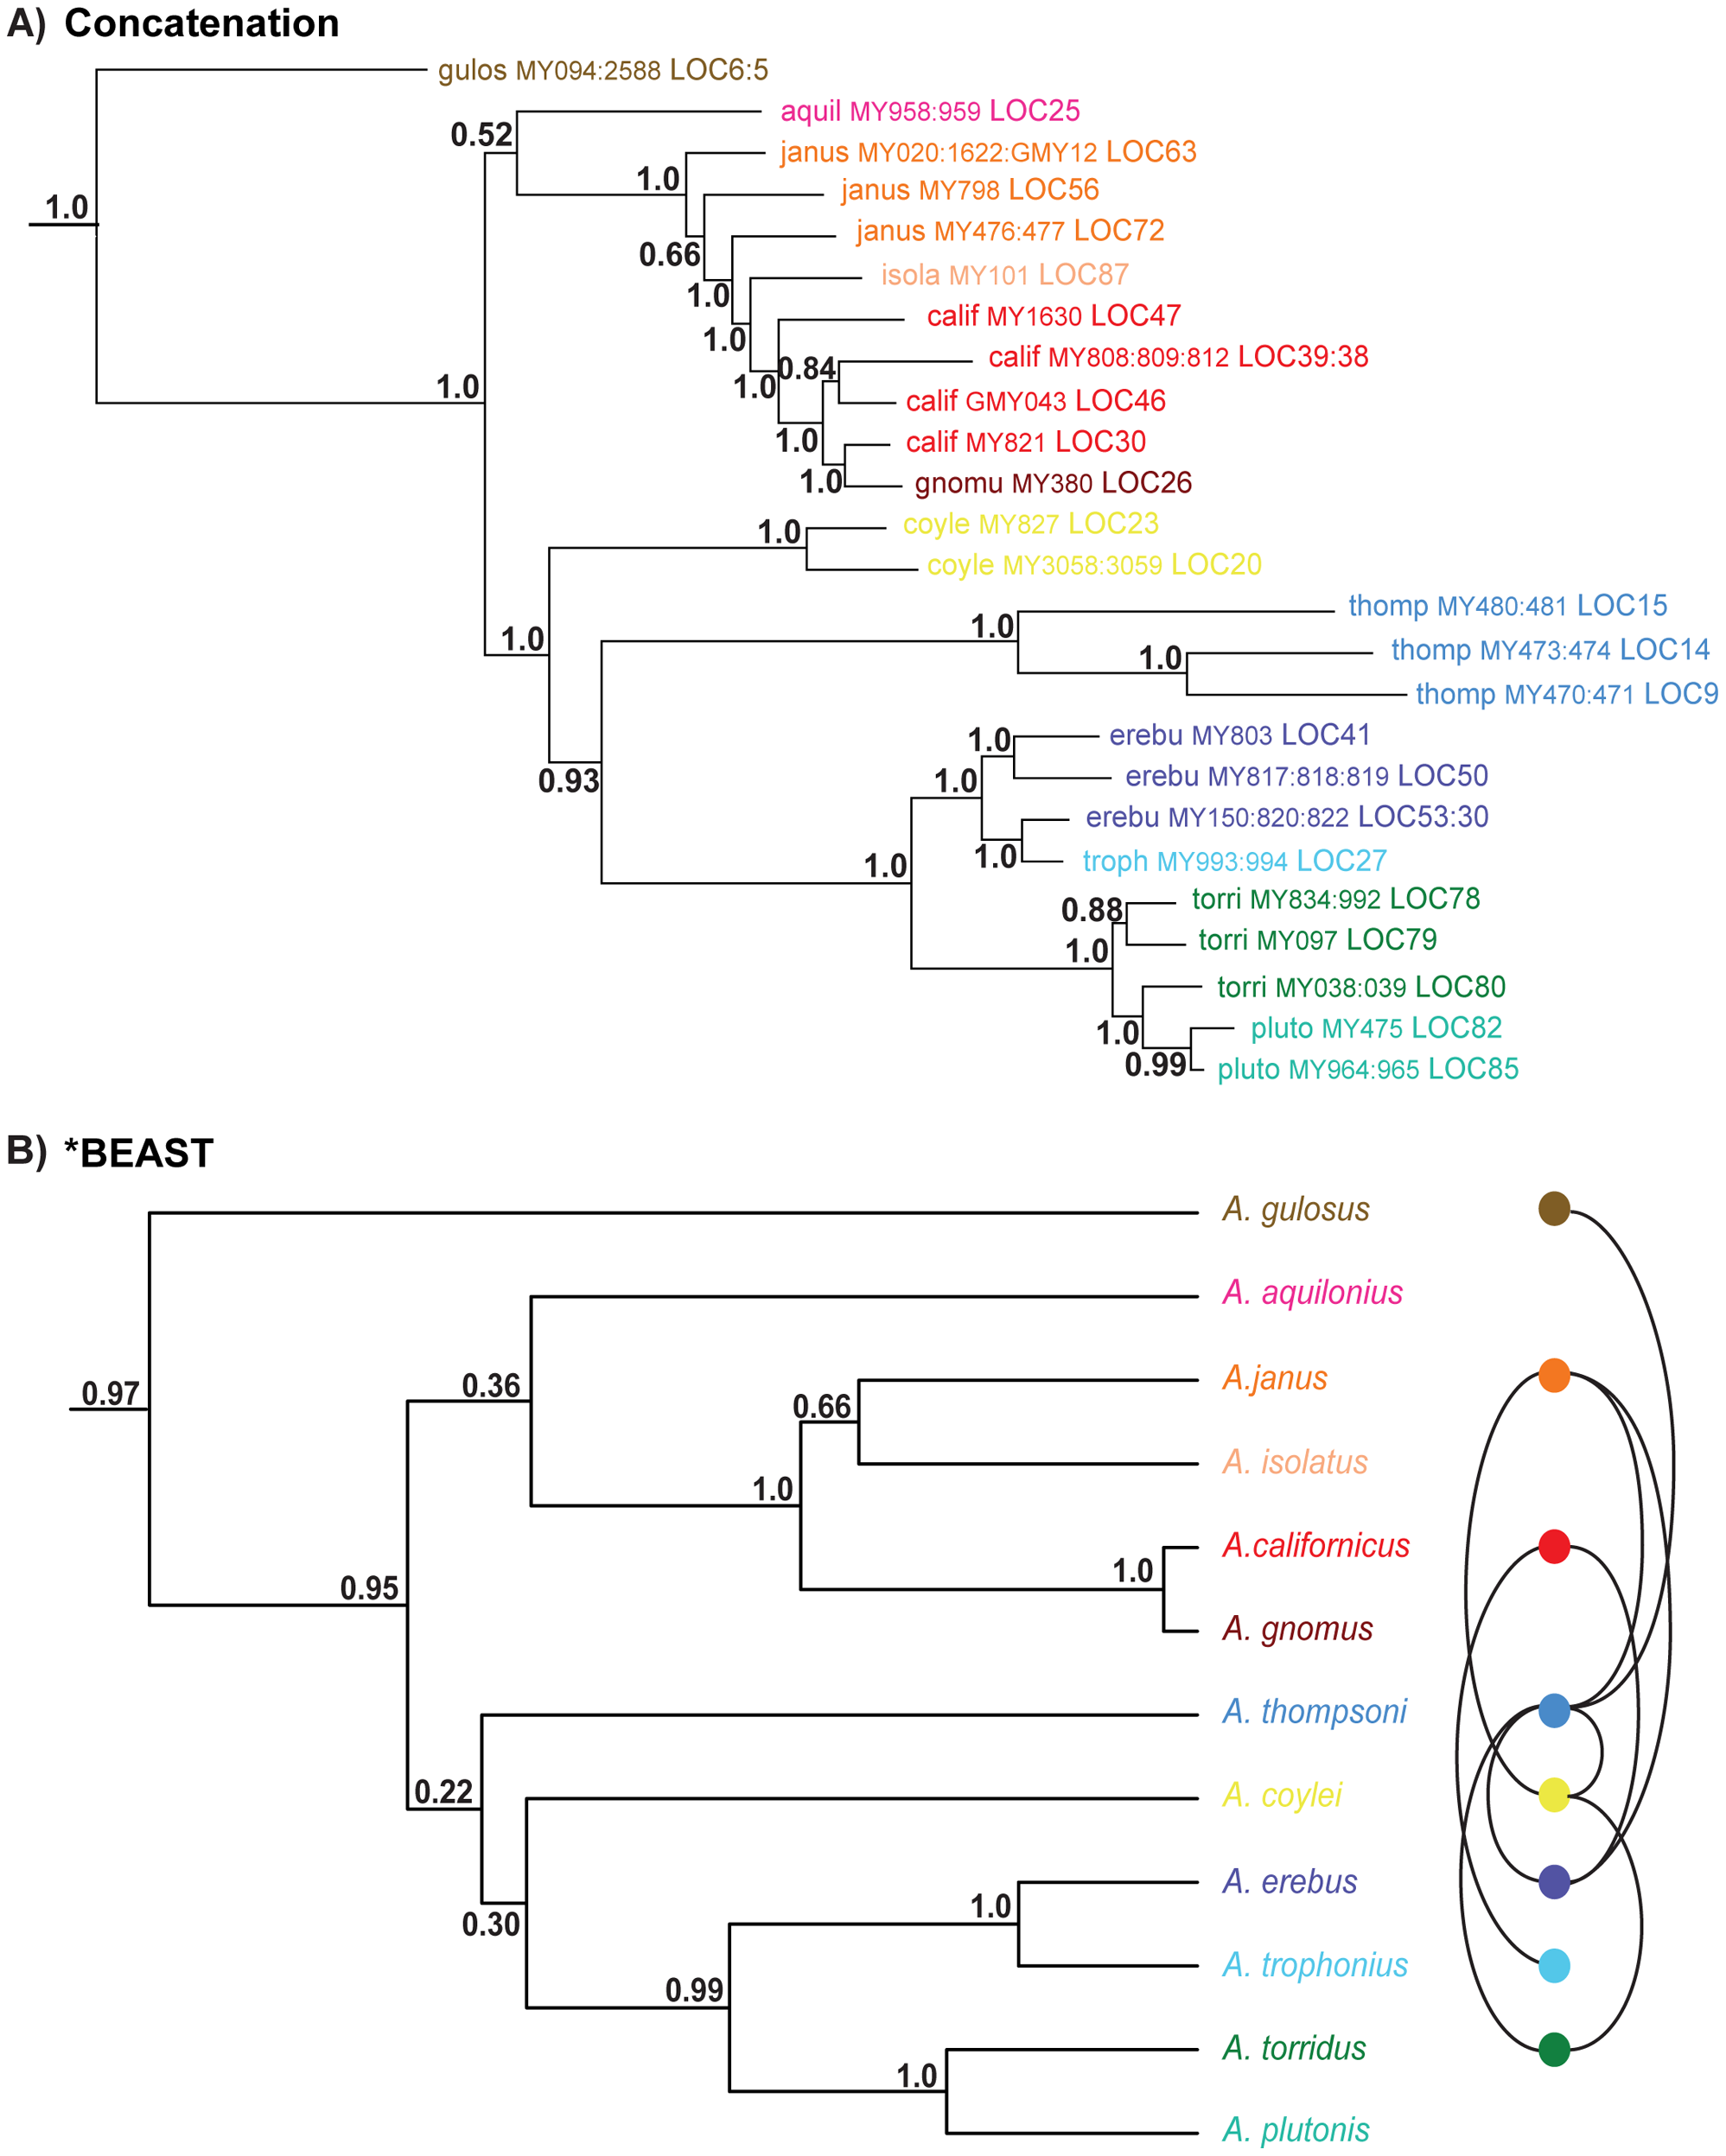 A) Concatenation
gulos MY094:2588 LOC6:5
aquil MY958:959 LOC25
0.52
janus MY020:1622:GMY12 LOC63
1.0
janus MY798 LOC56
1.0
janus MY476:477 LOC72
0.66
isola MY101 LOC87
1.0
calif MY1630 LOC47
1.0
calif MY808:809:812 LOC39:38
0.84
1.0
1.0
calif GMY043 LOC46
calif MY821 LOC30
1.0
gnomu MY380 LOC26
1.0
coyle MY827 LOC23
1.0
coyle MY3058:3059 LOC20
thomp MY480:481 LOC15
1.0
1.0
thomp MY473:474 LOC14
1.0
thomp MY470:471 LOC9
erebu MY803 LOC41
1.0
erebu MY817:818:819 LOC50
1.0
0.93
erebu MY150:820:822 LOC53:30
troph MY993:994 LOC27
1.0
1.0
torri MY834:992 LOC78
0.88
torri MY097 LOC79
1.0
torri MY038:039 LOC80
pluto MY475 LOC82
1.0
0.99
pluto MY964:965 LOC85
B) *BEAST
A. gulosus
A. aquilonius
A.janus
0.36
0.97
0.66
A. isolatus
1.0
A.californicus
1.0
0.95
A. gnomus
A. thompsoni
0.22
A. coylei
A. erebus
1.0
0.30
A. trophonius
0.99
A. torridus
1.0
A. plutonis